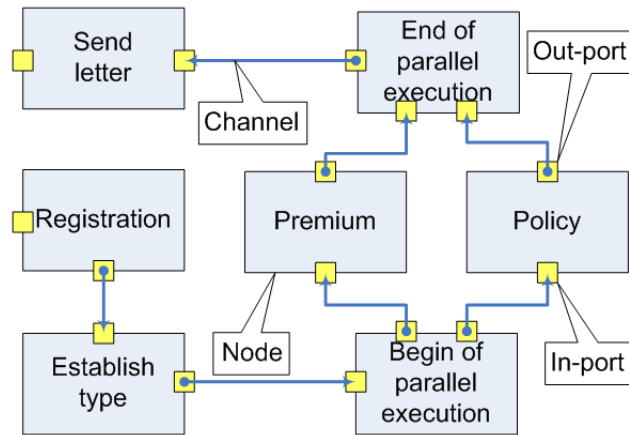 Send
letter
End of
parallel
execution
Out-port
Channel
Registration
Premium
Policy
Establish
type
Node
Begin of
parallel
execution
In-port